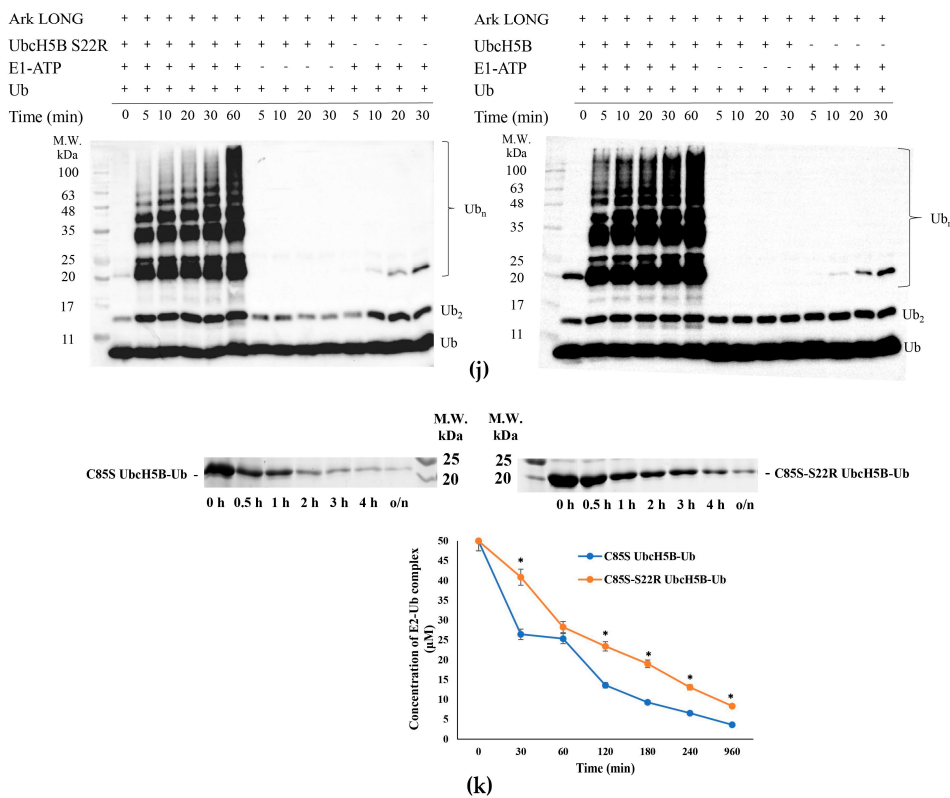 Ark LONG + + + + + + + + + + + + + +
UbcH5B S22R + + + + + + + + + + - - - -
E1-ATP + + + + + + - - - - + + + +
Ub + + + + + + + + + + + + + +
Time (min) 0 5 10 20 30 60 5 10 20 30 5 10 20 30
M.W.
kDa
100
63
48
35
25
20
17
11
Ubn
Ub2
Ub
Ark LONG + + + + + + + + + + + + + +
UbcH5B + + + + + + + + + + - - - -
E1-ATP + + + + + + - - - - + + + +
Ub + + + + + + + + + + + + + +
Time (min) 0 5 10 20 30 60 5 10 20 30 5 10 20 30
M.W.
kDa
100
63
48
35
25
20
17
11
Ub
Ub2
Ub
(j)
C85S UbcH5B-Ub -
M.W.
kDa
25
20
0 h 0.5 h 1 h 2 h 3 h 4 h o/n
25
20
- C85S-S22R UbcH5B-Ub
0 h 0.5 h 1 h 2 h 3 h 4 h o/n
Concentration of E2-Ub complex
(µM)
50
45
40
35
30
25
20
15
10
5
0
C85S UbcH5B-Ub
C85S-S22R UbcH5B-Ub
* * * * *
0 30 60 120 180 240 960
Time (min)
(k)